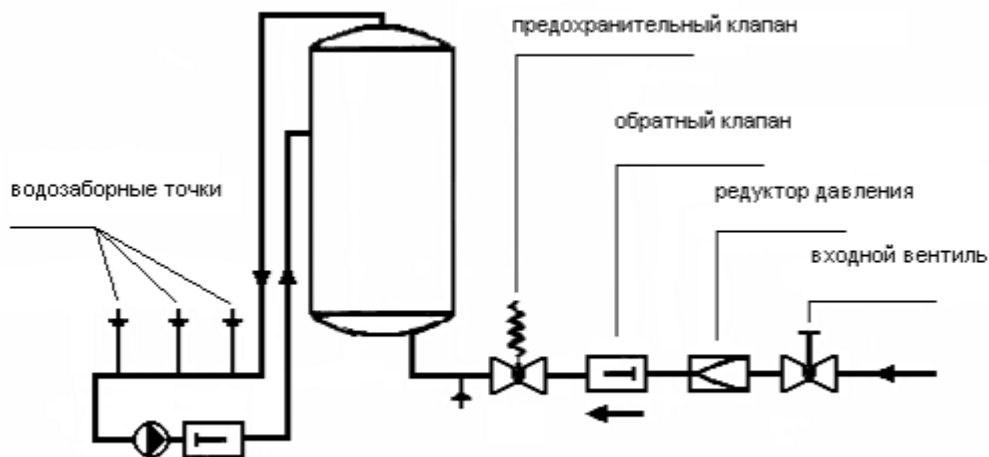 предохранительный клапан
обратный клапан
водозаборные точки
редуктор давления
входной вентиль